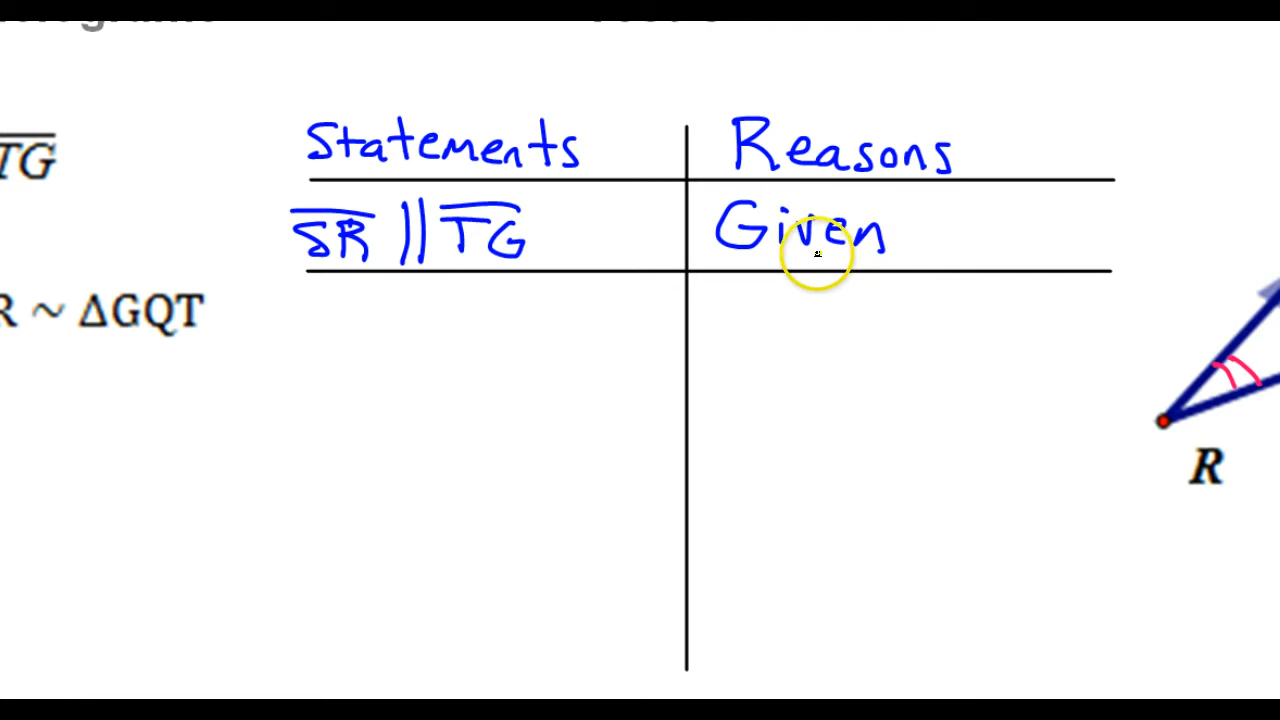 Statements Reasons
TG
SR || TG Given
R ~ ΔGQT
R